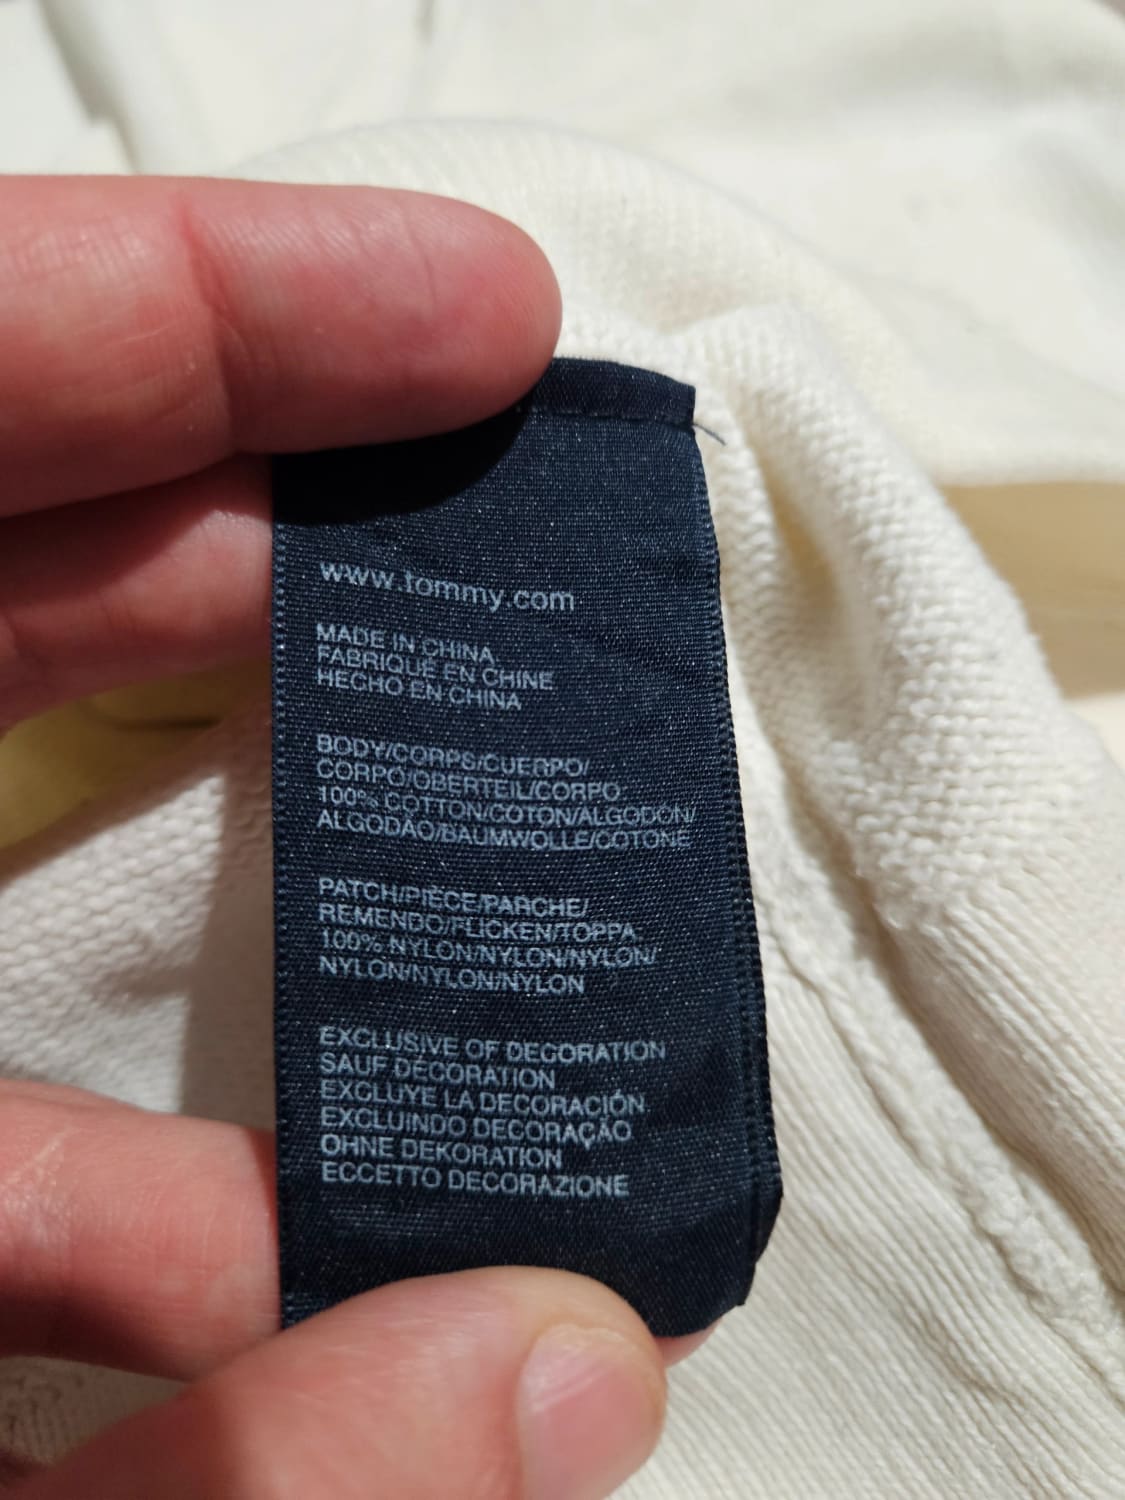 www.tommy.com
MADE IN CHINA
FABRIQUÉ EN CHINE
HECHO EN CHINA
BODY/CORPS/CUERPO/
CORPO/OBERTEIL/CORPO
100% COTTON/COTON/ALGODÓN/
ALGODÃO/BAUMWOLLE/COTONE
PATCH/PIÈCE/PARCHE/
REMENDO/FLICKEN/TOPPA
100% NYLON/NYLON/NYLON/
NYLON/NYLON/NYLON
EXCLUSIVE OF DECORATION
SAUF DECORATION
EXCLUYE LA DECORACIÓN
EXCLUINDO DECORAÇÃO
OHNE DEKORATION
ECCETTO DECORAZIONE